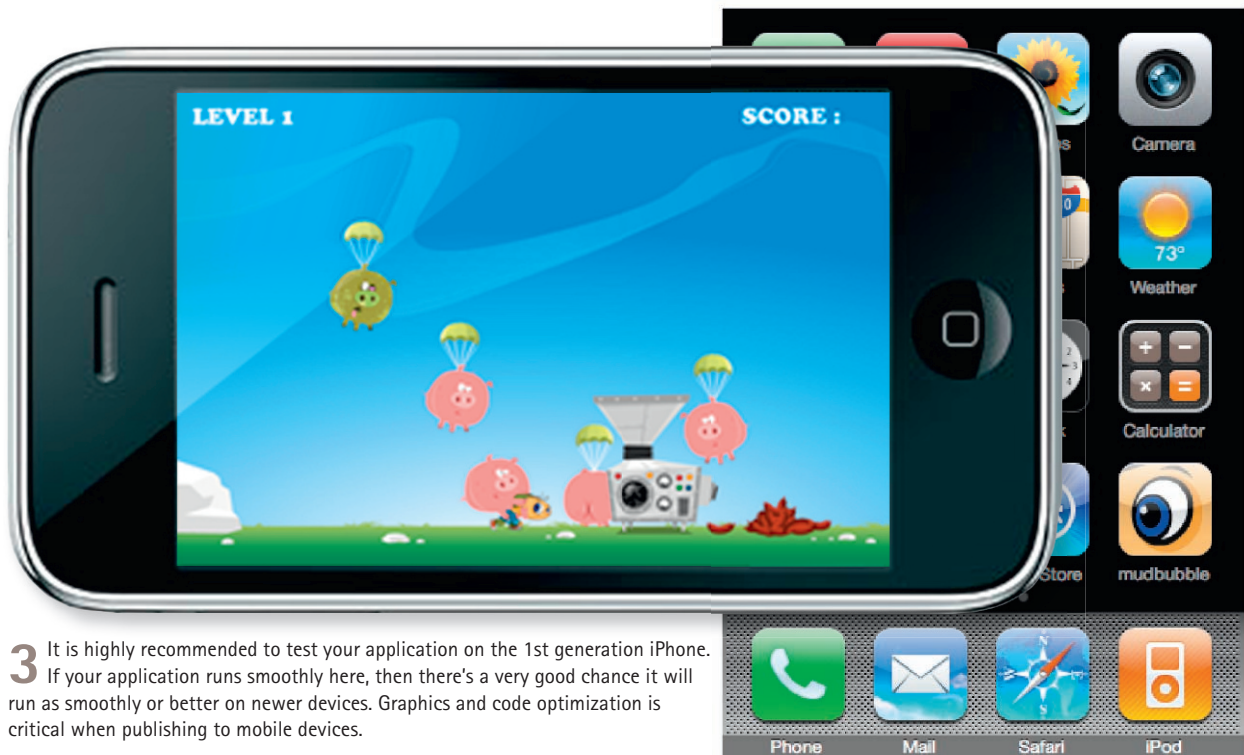 LEVEL 1
SCORE :
Camera
73°
Weather
Calculator
Store
mudbubble
3 It is highly recommended to test your application on the 1st generation iPhone.
If your application runs smoothly here, then there's a very good chance it will
run as smoothly or better on newer devices. Graphics and code optimization is
critical when publishing to mobile devices.
Phone
Mail
Safari
iPod